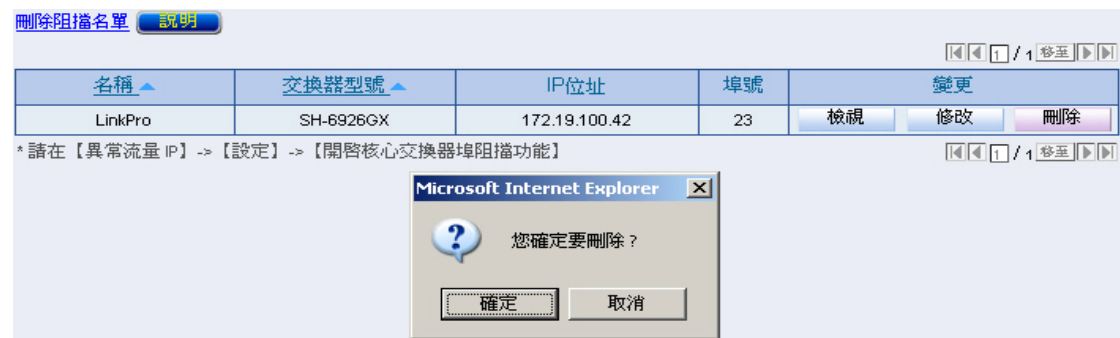 刪除阻擋名單 說明
1 / 1 移至
名稱 交換器型號 IP位址 埠號 變更
LinkPro SH-6926GX 172.19.100.42 23 檢視 修改 刪除
* 請在【異常流量 IP】->【設定】->【開啓核心交換器埠阻擋功能】 1 / 1 移至
Microsoft Internet Explorer
您確定要刪除？
確定 取消